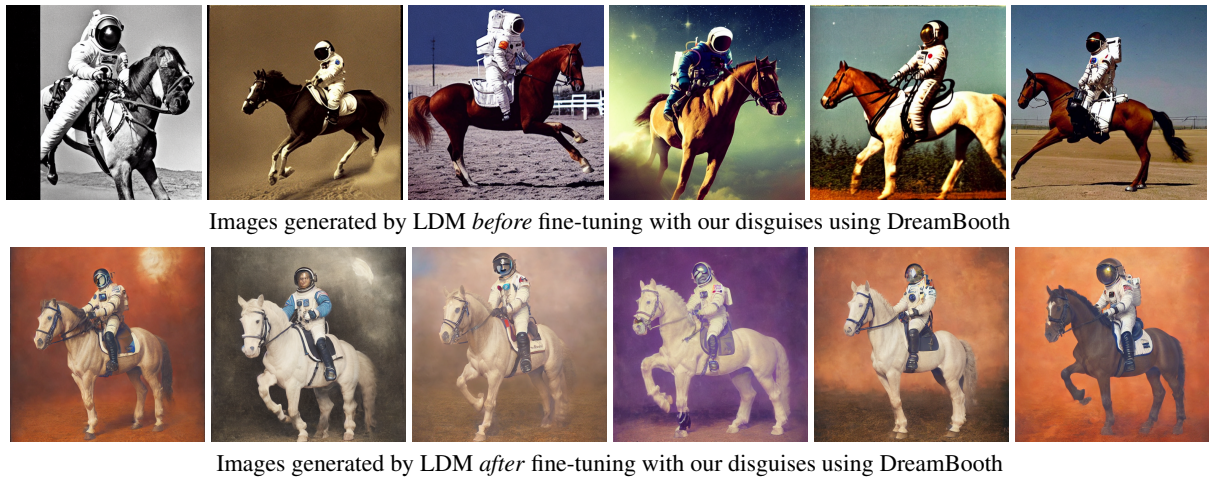 Images generated by LDM before fine-tuning with our disguises using DreamBooth
Images generated by LDM after fine-tuning with our disguises using DreamBooth